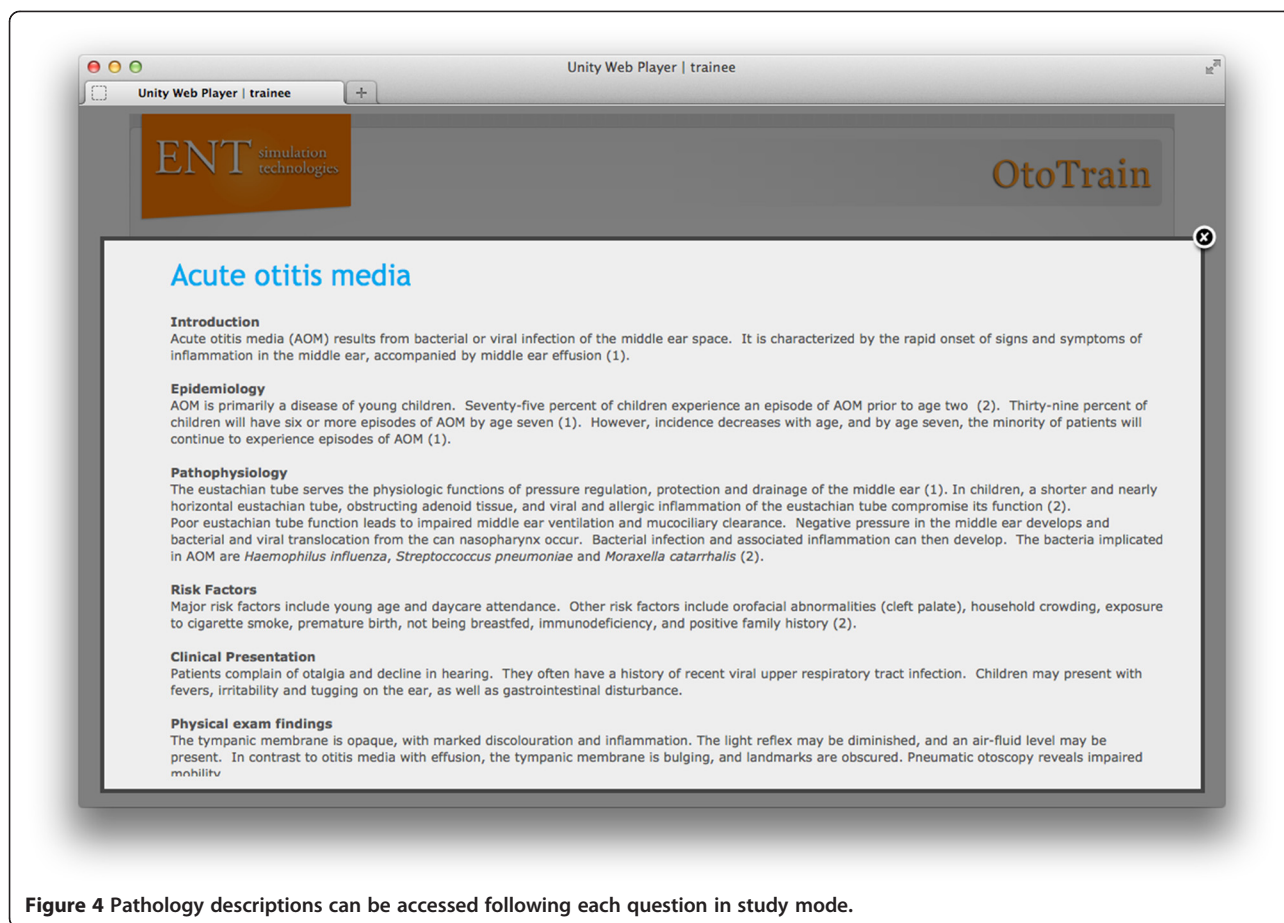 Unity Web Player | trainee
Unity Web Player | trainee
ENT simulation
technologies
OtoTrain
Acute otitis media
Introduction
Acute otitis media (AOM) results from bacterial or viral infection of the middle ear space.  It is characterized by the rapid onset of signs and symptoms of
inflammation in the middle ear, accompanied by middle ear effusion (1).
Epidemiology
AOM is primarily a disease of young children.  Seventy-five percent of children experience an episode of AOM prior to age two  (2).  Thirty-nine percent of
children will have six or more episodes of AOM by age seven (1).  However, incidence decreases with age, and by age seven, the minority of patients will
continue to experience episodes of AOM (1).
Pathophysiology
The eustachian tube serves the physiologic functions of pressure regulation, protection and drainage of the middle ear (1). In children, a shorter and nearly
horizontal eustachian tube, obstructing adenoid tissue, and viral and allergic inflammation of the eustachian tube compromise its function (2).
Poor eustachian tube function leads to impaired middle ear ventilation and mucociliary clearance.  Negative pressure in the middle ear develops and
bacterial and viral translocation from the can nasopharynx occur.  Bacterial infection and associated inflammation can then develop.  The bacteria implicated
in AOM are Haemophilus influenza, Streptoccoccus pneumoniae and Moraxella catarrhalis (2).
Risk Factors
Major risk factors include young age and daycare attendance.  Other risk factors include orofacial abnormalities (cleft palate), household crowding, exposure
to cigarette smoke, premature birth, not being breastfed, immunodeficiency, and positive family history (2).
Clinical Presentation
Patients complain of otalgia and decline in hearing.  They often have a history of recent viral upper respiratory tract infection.  Children may present with
fevers, irritability and tugging on the ear, as well as gastrointestinal disturbance.
Physical exam findings
The tympanic membrane is opaque, with marked discolouration and inflammation. The light reflex may be diminished, and an air-fluid level may be
present.  In contrast to otitis media with effusion, the tympanic membrane is bulging, and landmarks are obscured. Pneumatic otoscopy reveals impaired
mobility
Figure 4 Pathology descriptions can be accessed following each question in study mode.